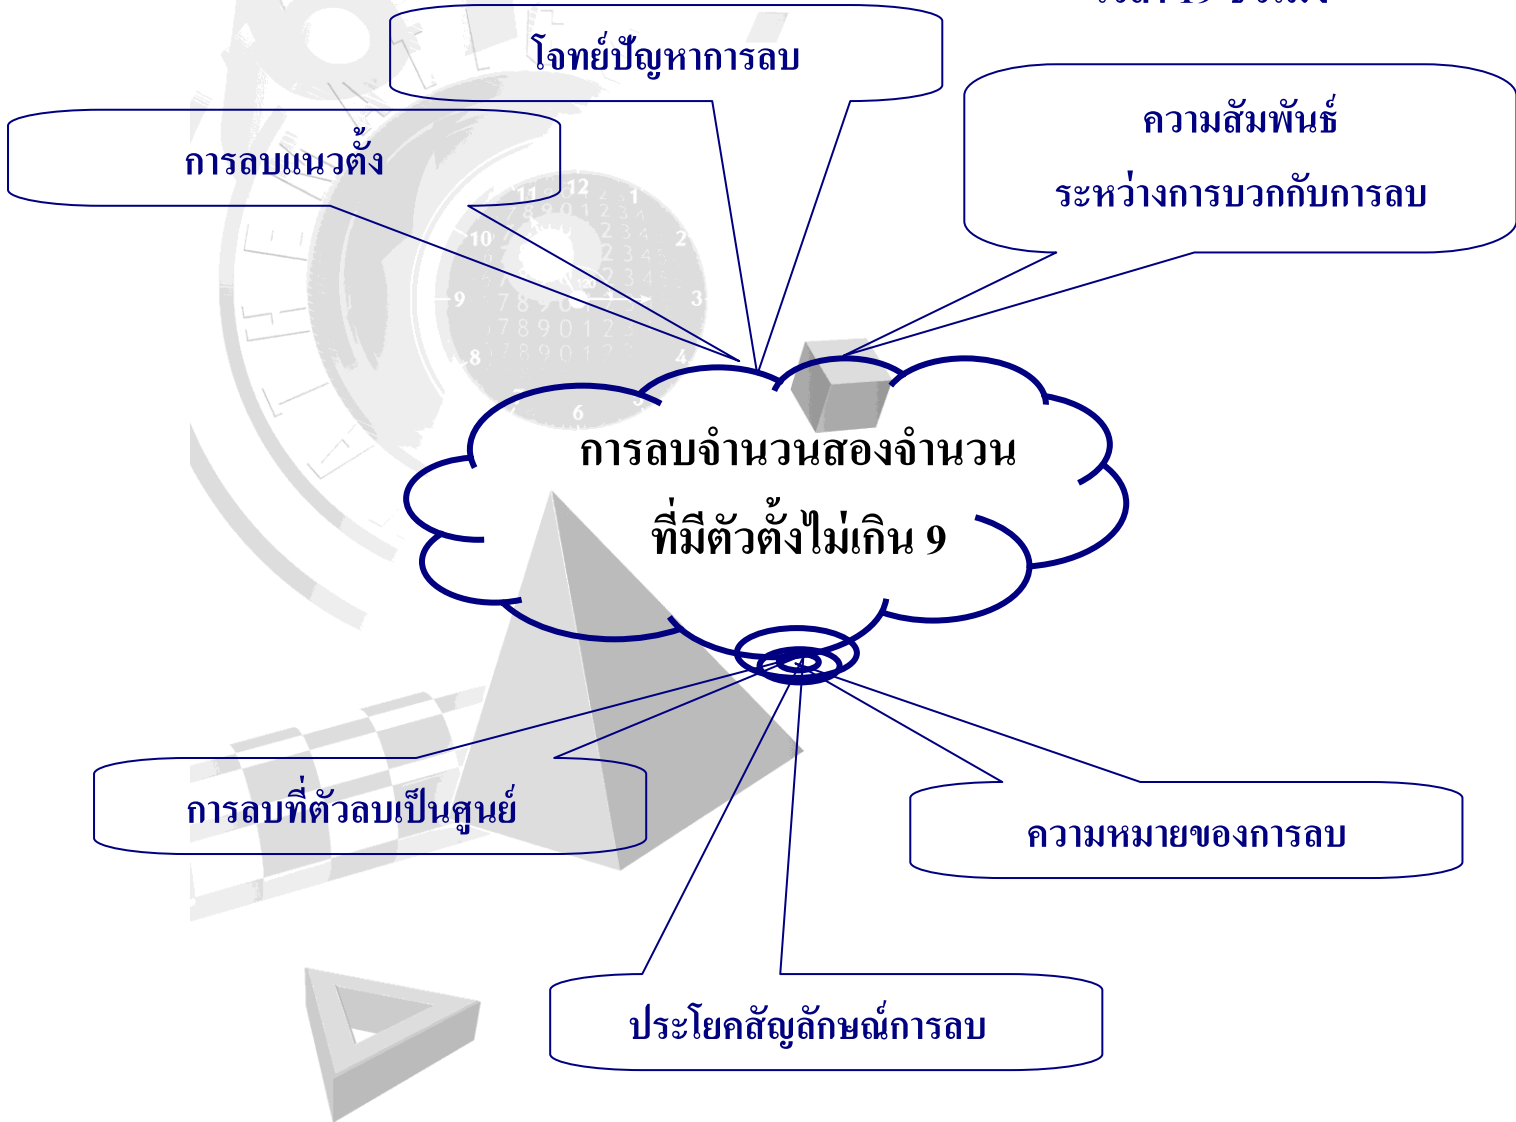 19
โจทย์ปัญหาการลบ
ความสัมพันธ์
ระหว่างการบวกกับการลบ
การลบแนวตั้ง
การลบจำนวนสองจำนวน
ที่มีตัวตั้งไม่เกิน 9
การลบที่ตัวลบเป็นศูนย์
ความหมายของการลบ
ประโยคสัญลักษณ์การลบ